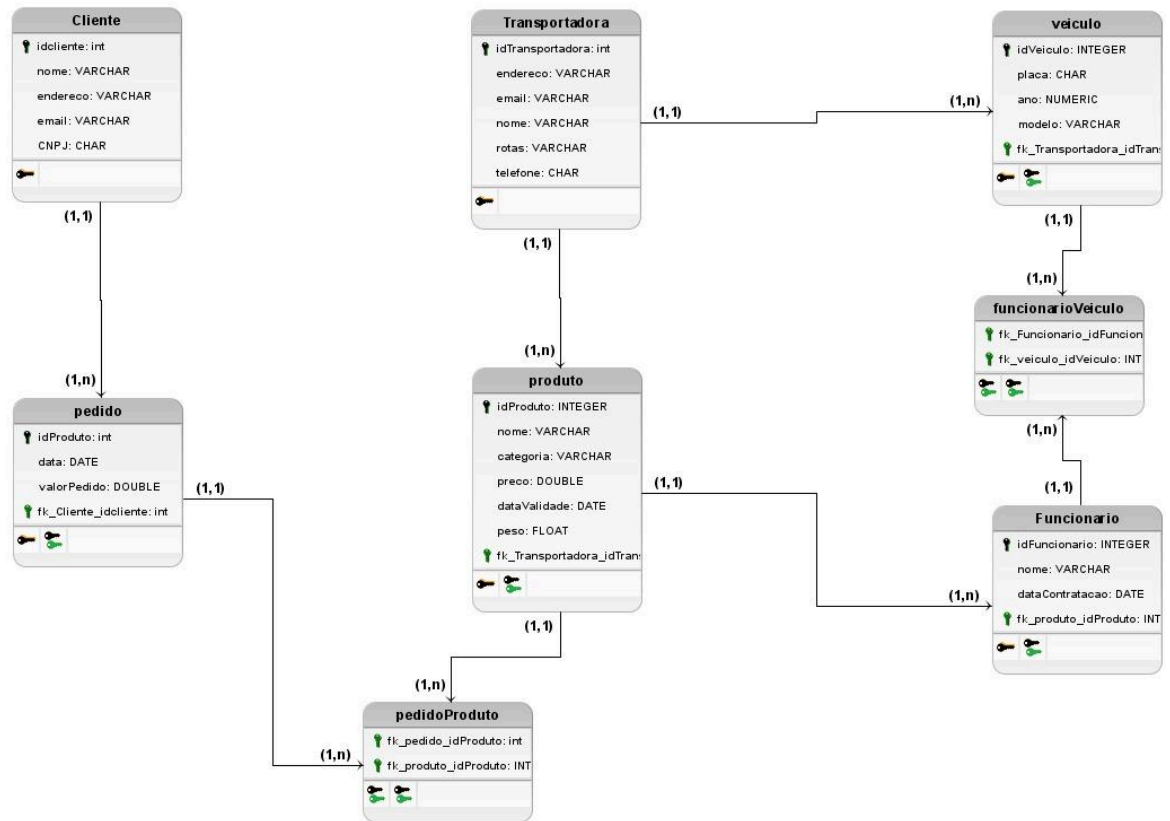 Cliente
idcliente: int
nome: VARCHAR
endereco: VARCHAR
email: VARCHAR
CNPJ: CHAR
(1,1)
(1,n)
pedido
idProduto: int
data: DATE
valorPedido: DOUBLE
fk_Cliente_idcliente: int
(1,1)
(1,n)
Transportadora
idTransportadora: int
endereco: VARCHAR
email: VARCHAR
nome: VARCHAR
rotas: VARCHAR
telefone: CHAR
(1,1)
(1,n)
(1,1)
(1,n)
produto
idProduto: INTEGER
nome: VARCHAR
categoria: VARCHAR
preco: DOUBLE
dataValidade: DATE
peso: FLOAT
fk_Transportadora_idTran
(1,1)
(1,n)
(1,1)
(1,n)
pedidoProduto
fk_pedido_idProduto: int
fk_produto_idProduto: INT
veiculo
idVeiculo: INTEGER
placa: CHAR
ano: NUMERIC
modelo: VARCHAR
fk_Transportadora_idTran
(1,1)
(1,n)
funcionarioVeiculo
fk_Funcionario_idFuncion
fk_veiculo_idVeiculo: INT
(1,n)
(1,1)
Funcionario
idFuncionario: INTEGER
nome: VARCHAR
dataContratacao: DATE
fk_produto_idProduto: INT